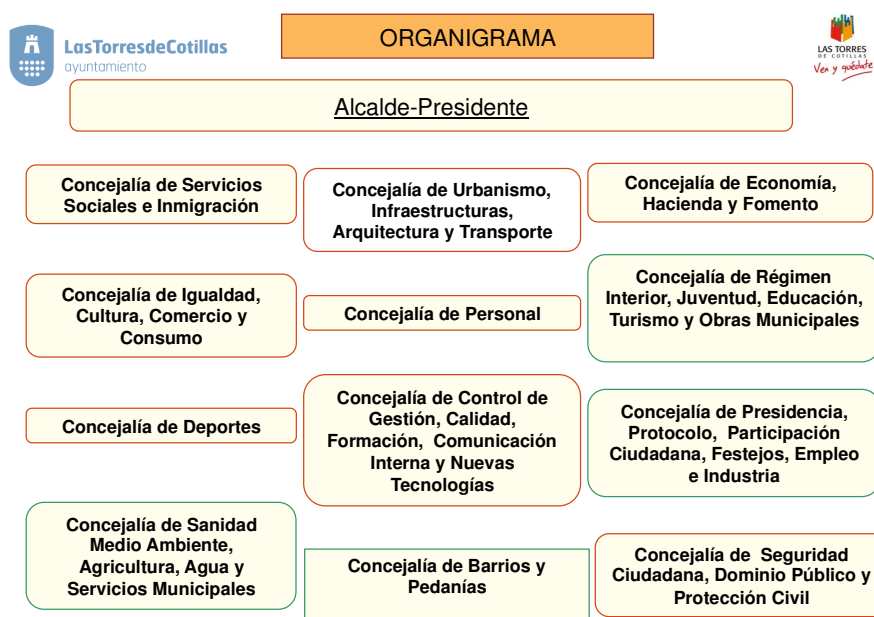 LasTorresdeCotillas
ayuntamiento
ORGANIGRAMA
LAS TORRES
DE COTILLAS
Ven y quédate
Alcalde-Presidente
Concejalía de Servicios
Sociales e Inmigración
Concejalía de Urbanismo,
Infraestructuras,
Arquitectura y Transporte
Concejalía de Economía,
Hacienda y Fomento
Concejalía de Igualdad,
Cultura, Comercio y
Consumo
Concejalía de Personal
Concejalía de Régimen
Interior, Juventud, Educación,
Turismo y Obras Municipales
Concejalía de Deportes
Concejalía de Control de
Gestión, Calidad,
Formación, Comunicación
Interna y Nuevas
Tecnologías
Concejalía de Presidencia,
Protocolo, Participación
Ciudadana, Festejos, Empleo
e Industria
Concejalía de Sanidad
Medio Ambiente,
Agricultura, Agua y
Servicios Municipales
Concejalía de Barrios y
Pedanías
Concejalía de Seguridad
Ciudadana, Dominio Público y
Protección Civil